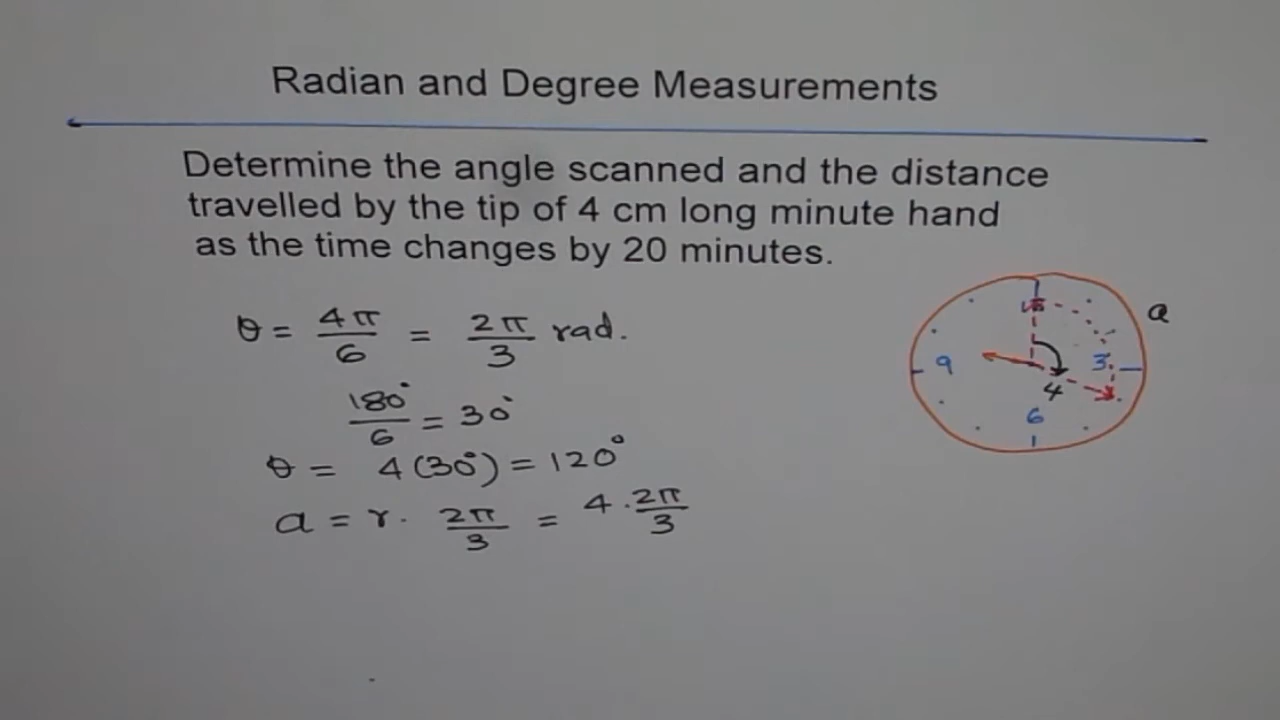 Radian and Degree Measurements
Determine the angle scanned and the distance
travelled by the tip of 4 cm long minute hand
as the time changes by 20 minutes.
θ = 4π/6 = 2π/3 rad.
180°/6 = 30°
θ = 4(30°) = 120°
a = r. 2π/3 = 4 . 2π/3
a
9
3
4
6